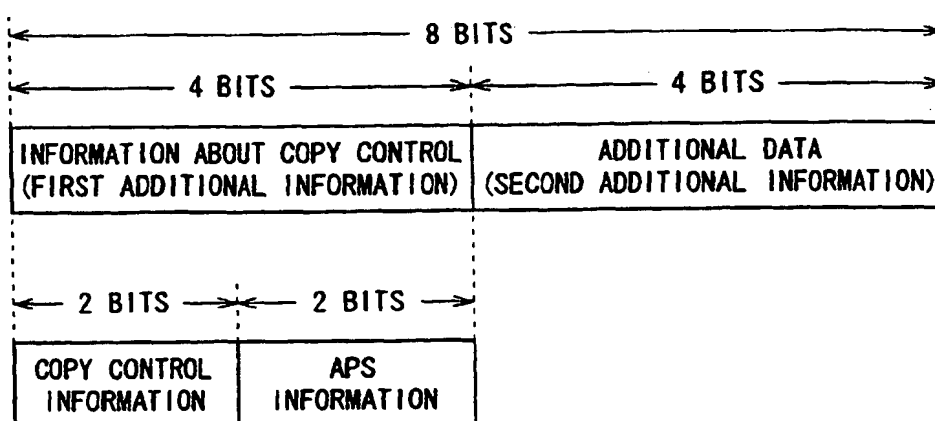 8 BITS
4 BITS 4 BITS
INFORMATION ABOUT COPY CONTROL
(FIRST ADDITIONAL INFORMATION)
ADDITIONAL DATA
(SECOND ADDITIONAL INFORMATION)
2 BITS 2 BITS
COPY CONTROL
INFORMATION
APS
INFORMATION